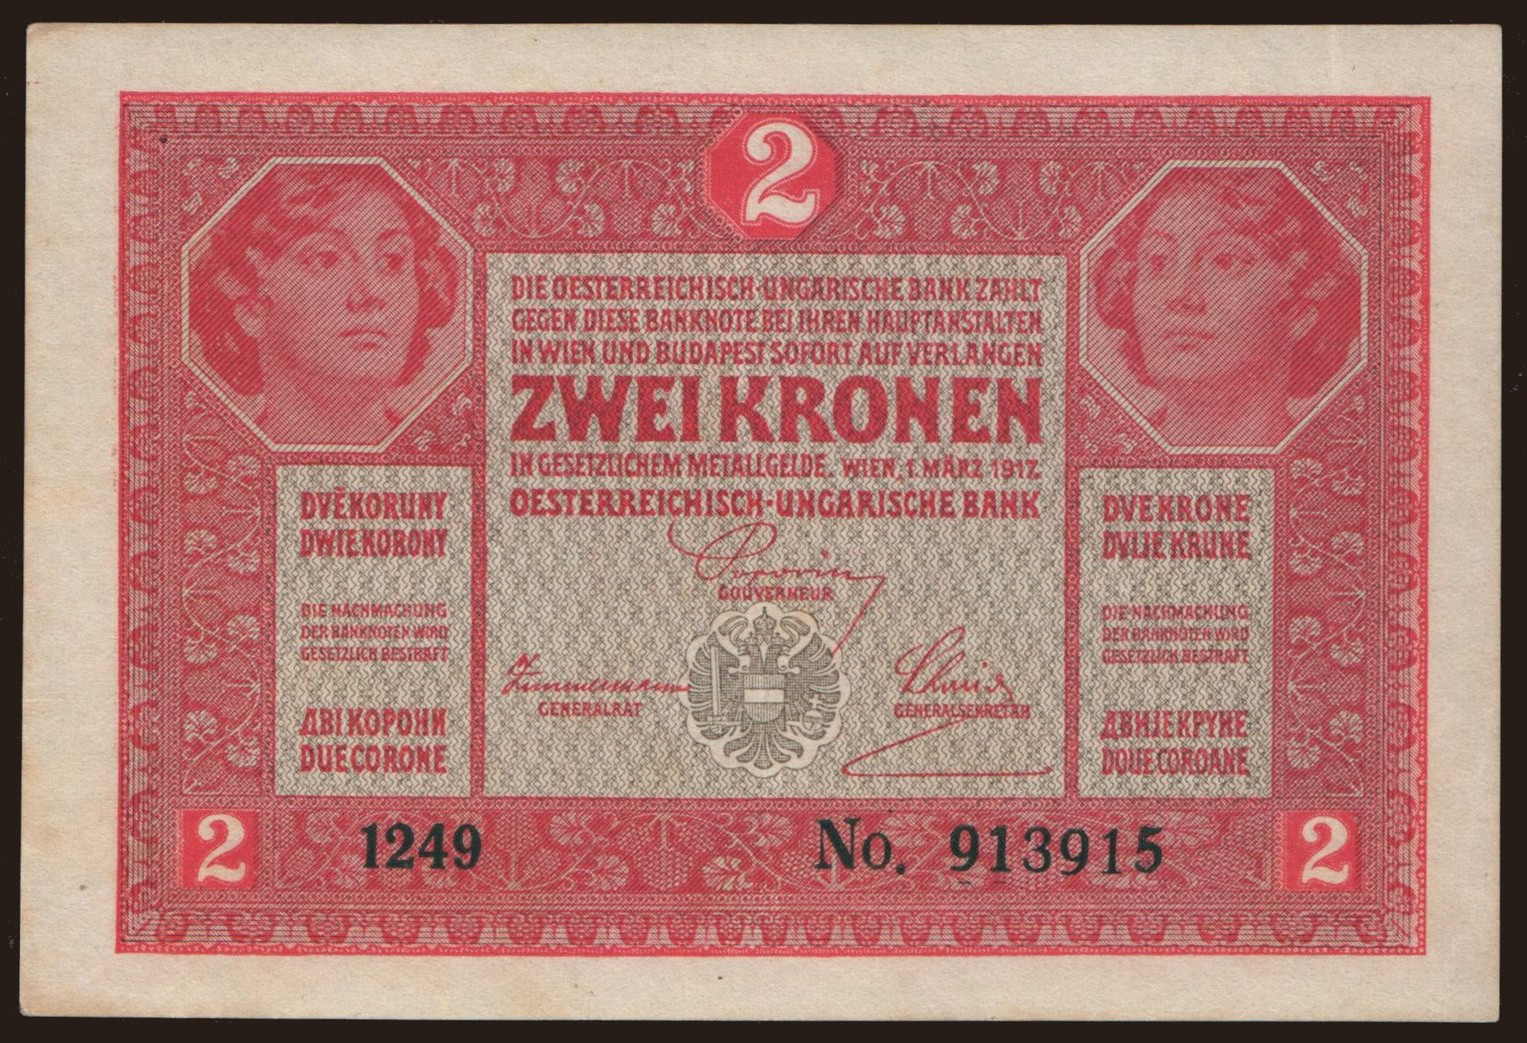 2
DIE OESTERREICHISCH-UNGARISCHE BANK ZAHLT
GEGEN DIESE BANKNOTE BEI IHREN HAUPTANSTALTEN
IN WIEN UND BUDAPEST SOFORT AUF VERLANGEN
ZWEI KRONEN
IN GESETZLICHEM METALLGELDE. WIEN, 1. MÄRZ 1917.
OESTERREICHISCH-UNGARISCHE BANK
Popovics
GOUVERNEUR
GENERALRAT
GENERALSEKRETÄR
DVĚ KORUNY
DWIE KORONY
DIE NACHMACHUNG
DER BANKNOTEN WIRD
GESETZLICH BESTRAFT
ДВІ КОРОНИ
DUE CORONE
DVE KRONE
DVIJE KRUNE
DIE NACHMACHUNG
DER BANKNOTEN WIRD
GESETZLICH BESTRAFT
ДВИЈЕ КРУНЕ
DOUE COROANE
2
1249
No. 913915
2